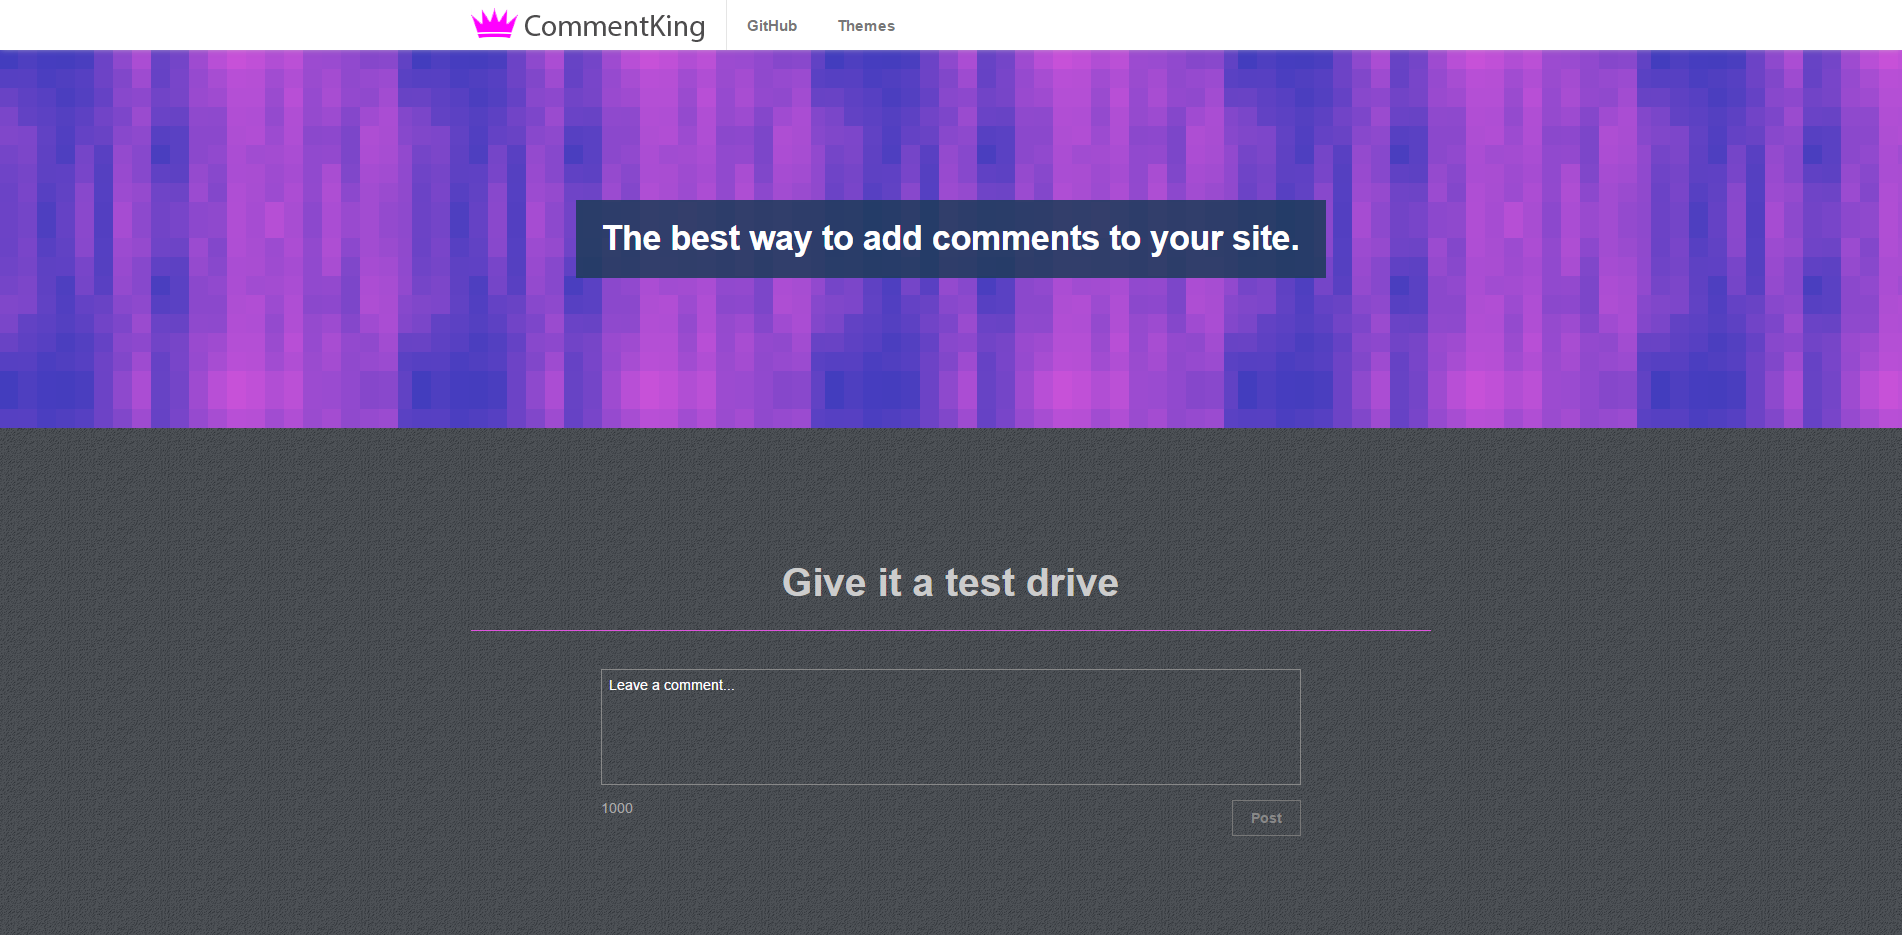 CommentKing GitHub Themes
The best way to add comments to your site.
Give it a test drive
Leave a comment...
1000 Post